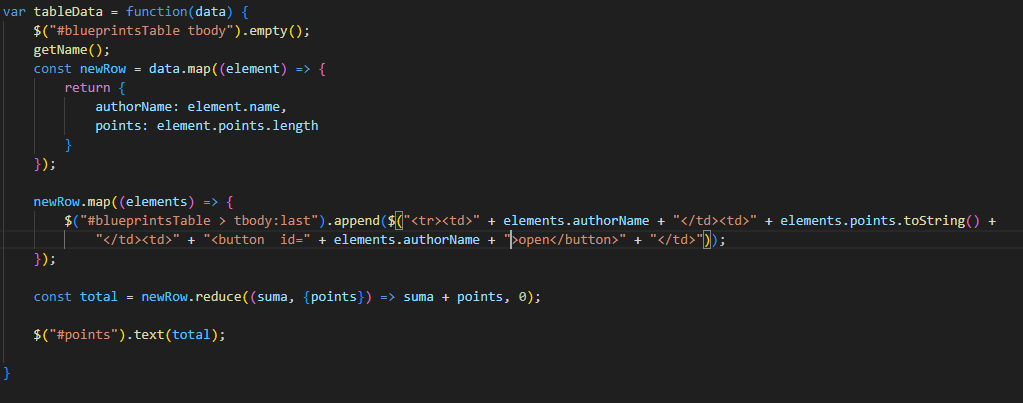 var tableData = function(data) {
    $("#blueprintsTable tbody").empty();
    getName();
    const newRow = data.map((element) => {
        return {
            authorName: element.name,
            points: element.points.length
        }
    });

    newRow.map((elements) => {
        $("#blueprintsTable > tbody:last").append($("<tr><td>" + elements.authorName + "</td><td>" + elements.points.toString() +
            "</td><td>" + "<button  id=" + elements.authorName + ">open</button>" + "</td>"));
    });

    const total = newRow.reduce((suma, {points}) => suma + points, 0);

    $("#points").text(total);

}